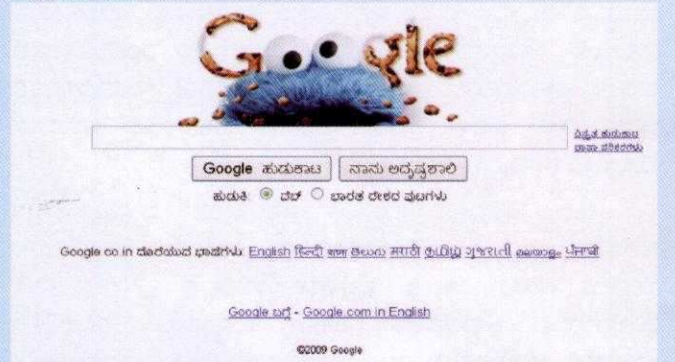 Google
ವಿಸ್ತೃತ ಹುಡುಕಾಟ
ಭಾಷಾ ಪರಿಕರಗಳು
Google ಹುಡುಕಾಟ ನಾನು ಅದೃಷ್ಟಶಾಲಿ
ಹುಡುಕಿ: ವೆಬ್ ಭಾರತ ದೇಶದ ಪುಟಗಳು
Google.co.in ದೊರೆಯುವ ಭಾಷೆಗಳು: English हिन्दी বাংলা తెలుగు मराठी தமிழ் ગુજરાતી മലയാളം ਪੰਜਾਬੀ
Google ಬಗ್ಗೆ - Google.com in English
©2009 Google